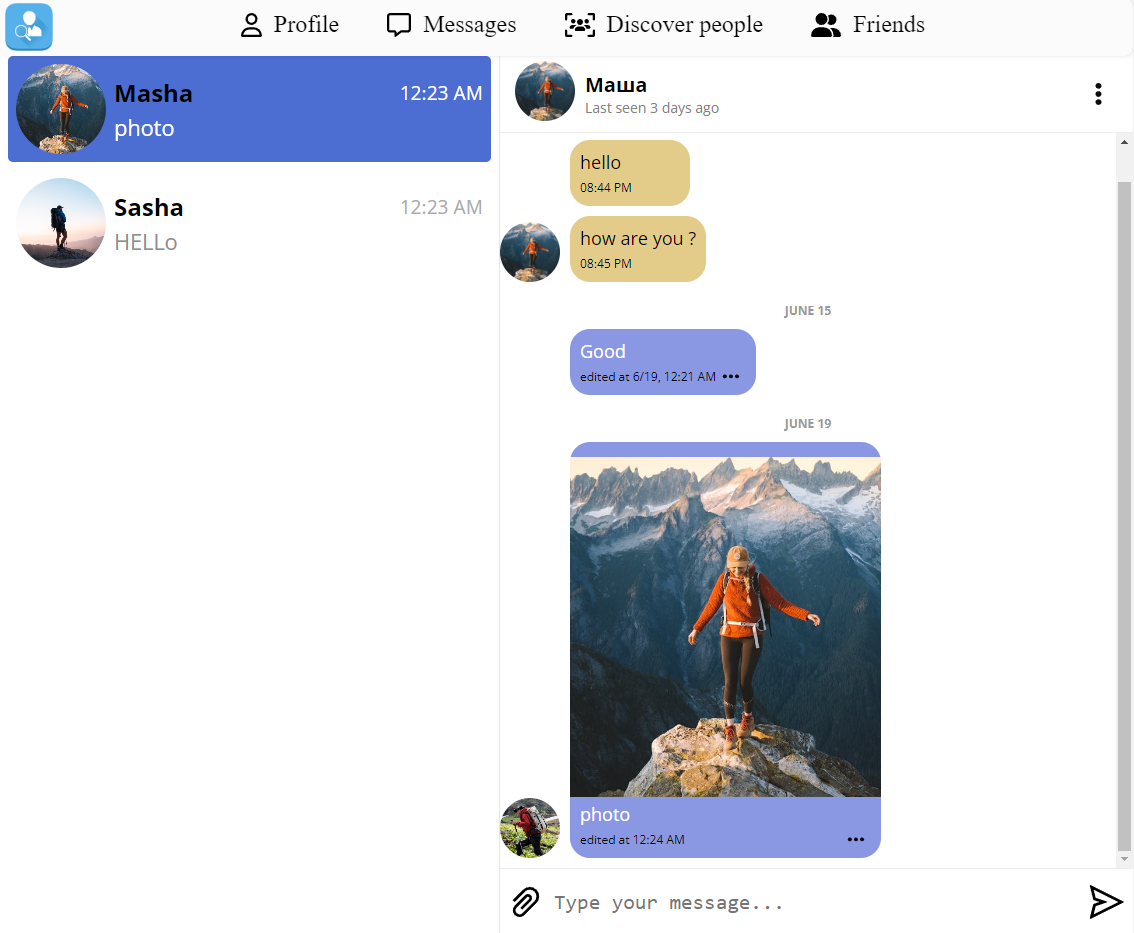 Profile
Messages
Discover people
Friends
Masha
12:23 AM
photo
Sasha
12:23 AM
HELLo
Маша
Last seen 3 days ago
hello
08:44 PM
how are you ?
08:45 PM
JUNE 15
Good
edited at 6/19, 12:21 AM
JUNE 19
photo
edited at 12:24 AM
Type your message...